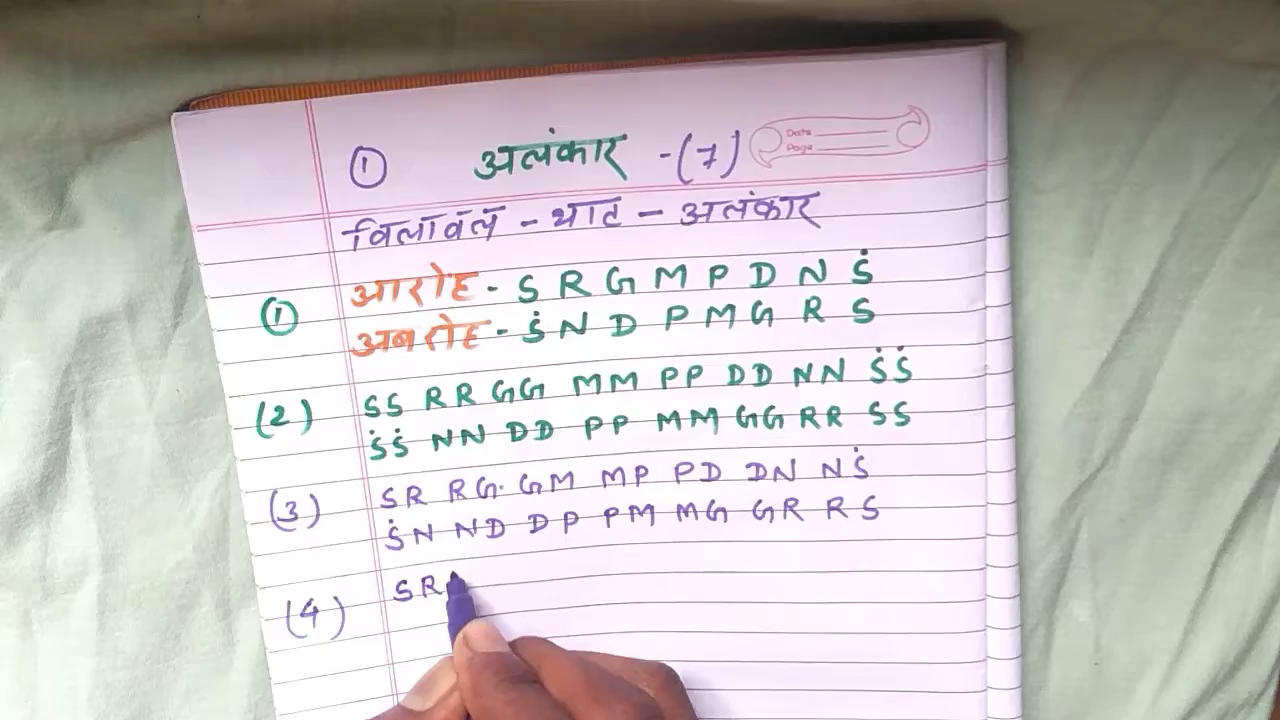 ① अलंकार -(7)
Date
Page
विलावल - थाट - अलंकार
① आरोह - S R G M P D N Ṡ
अबरोह - Ṡ N D P M G R S
(2) SS RR GG MM PP DD NN ṠṠ
ṠṠ NN DD PP MM GG RR SS
(3) SR RG. GM MP PD DN NṠ
ṠN ND DP PM MG GR RS
(4) SR